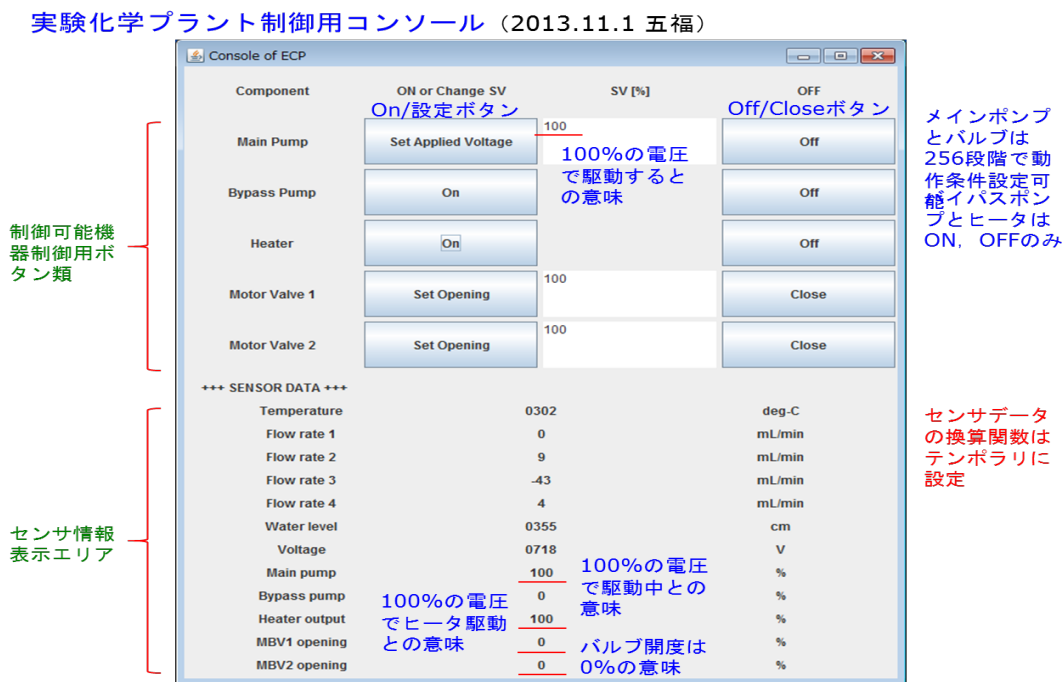 実験化学プラント制御用コンソール（2013.11.1 五福）
Console of ECP
Component ON or Change SV SV [%] OFF
On/設定ボタン Off/Closeボタン
Main Pump Set Applied Voltage 100 Off
100%の電圧
で駆動すると
の意味
Bypass Pump On Off
Heater On Off
Motor Valve 1 Set Opening 100 Close
Motor Valve 2 Set Opening 100 Close
メインポンプ
とバルブは
256段階で動
作条件設定可
能
バイパスポン
プとヒータは
ON，OFFのみ
制御可能機
器制御用ボ
タン類
+++ SENSOR DATA +++
Temperature 0302 deg-C
Flow rate 1 0 mL/min
Flow rate 2 9 mL/min
Flow rate 3 -43 mL/min
Flow rate 4 4 mL/min
Water level 0355 cm
Voltage 0718 V
Main pump 100 %
Bypass pump 0 %
Heater output 100 %
MBV1 opening 0 %
MBV2 opening 0 %
100%の電圧
で駆動中との
意味
100%の電圧
でヒータ駆動
との意味
バルブ開度は
0%の意味
センサデータ
の換算関数は
テンポラリに
設定
センサ情報
表示エリア